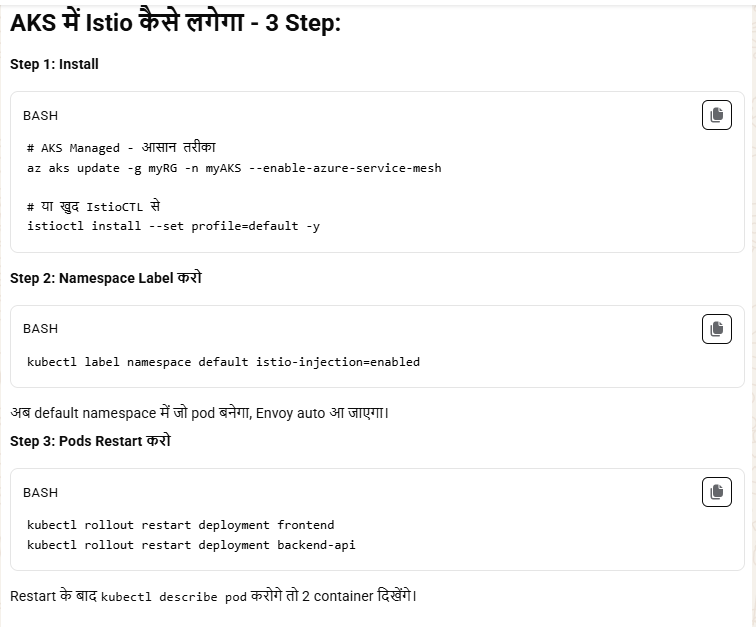 AKS में Istio कैसे लगेगा - 3 Step:
Step 1: Install
BASH
# AKS Managed - आसान तरीका
az aks update -g myRG -n myAKS --enable-azure-service-mesh
# या खुद IstioCTL से
istioctl install --set profile=default -y
Step 2: Namespace Label करो
BASH
kubectl label namespace default istio-injection=enabled
अब default namespace में जो pod बनेगा, Envoy auto आ जाएगा।
Step 3: Pods Restart करो
BASH
kubectl rollout restart deployment frontend
kubectl rollout restart deployment backend-api
Restart के बाद kubectl describe pod करोगे तो 2 container दिखेंगे।